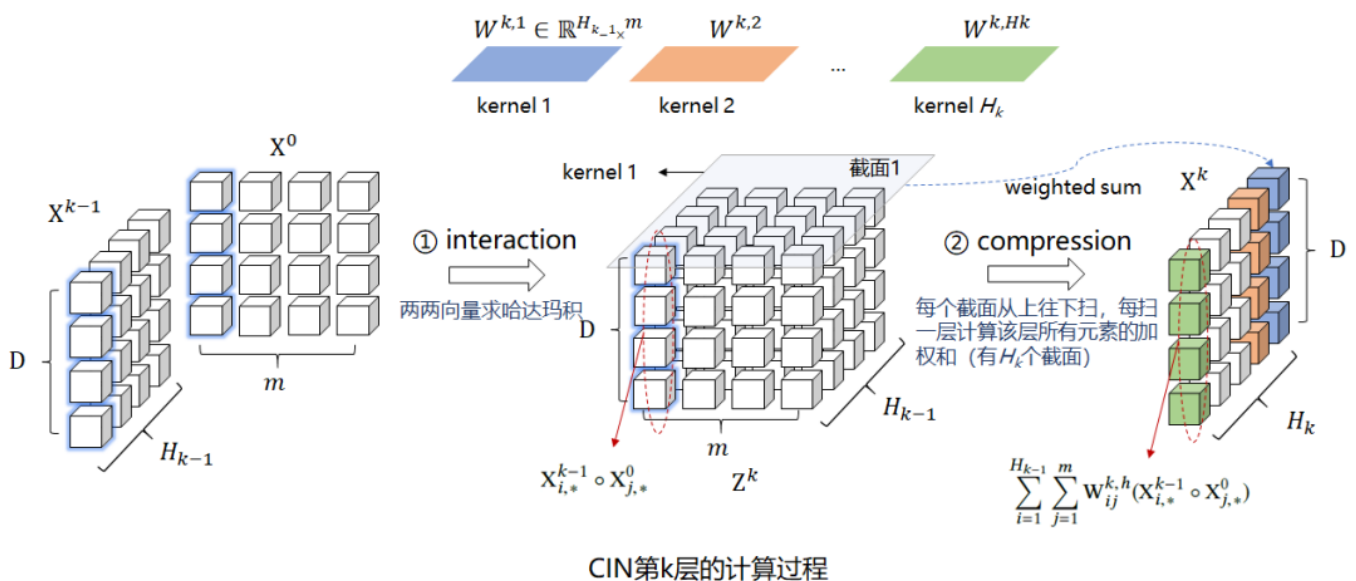 W^{k,1} ∈ ℝ^{H_{k-1}×m} W^{k,2} W^{k,Hk}
...
kernel 1 kernel 2 kernel H_k
X^0
kernel 1
截面1
weighted sum
X^k
X^{k-1}
① interaction
两两向量求哈达玛积
② compression
每个截面从上往下扫，每扫
一层计算该层所有元素的加
权和（有H_k个截面）
D
D
D
m
H_{k-1}
m
H_{k-1}
H_k
X^{k-1}_{i,*} ∘ X^0_{j,*}
Z^k
\sum_{i=1}^{H_{k-1}} \sum_{j=1}^{m} W^{k,h}_{ij}(X^{k-1}_{i,*} ∘ X^0_{j,*})
CIN第k层的计算过程